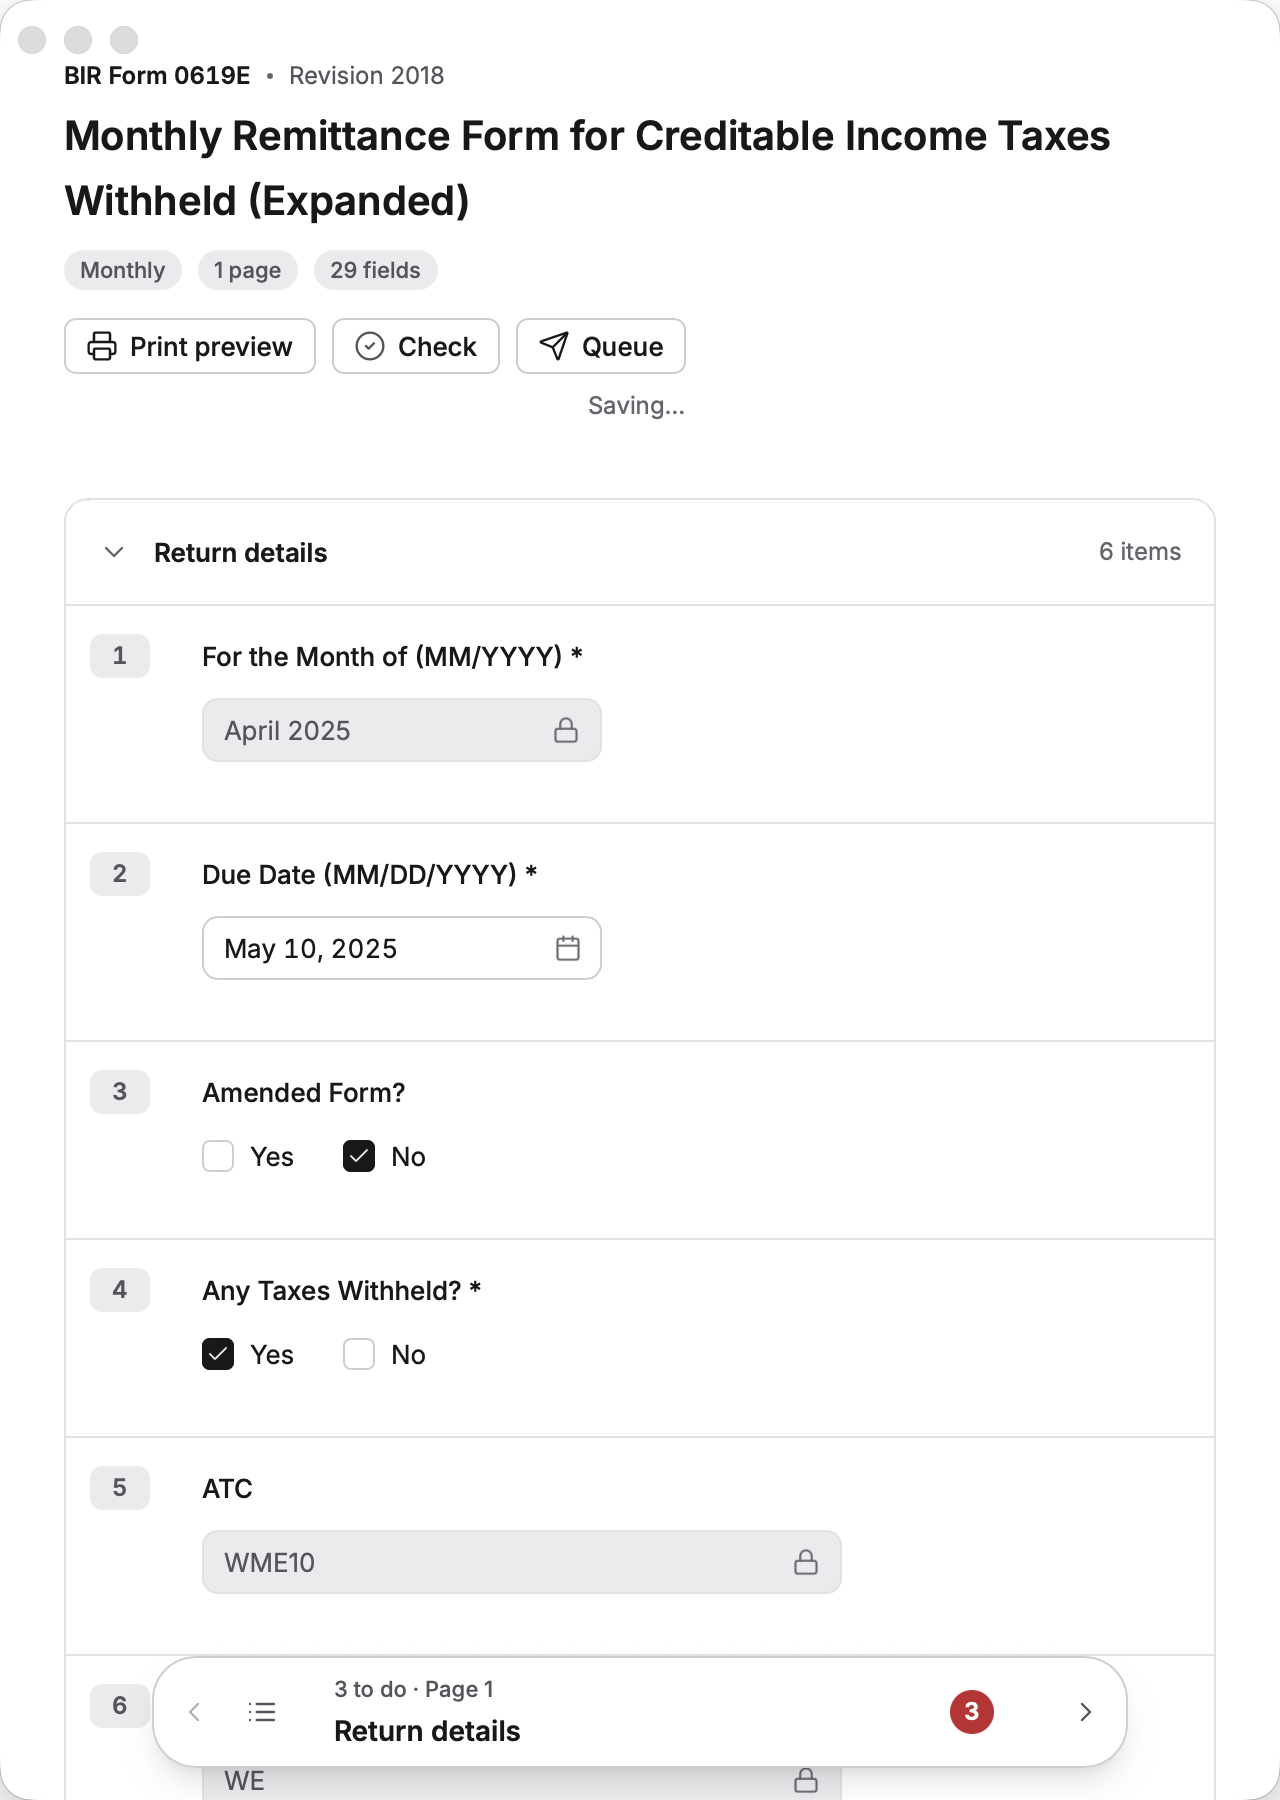 BIR Form 0619E • Revision 2018
Monthly Remittance Form for Creditable Income Taxes
Withheld (Expanded)
Monthly 1 page 29 fields
Print preview Check Queue
Saving...
Return details 6 items
1 For the Month of (MM/YYYY) *
April 2025
2 Due Date (MM/DD/YYYY) *
May 10, 2025
3 Amended Form?
Yes No
4 Any Taxes Withheld? *
Yes No
5 ATC
WME10
6
3 to do · Page 1
Return details 3
WE